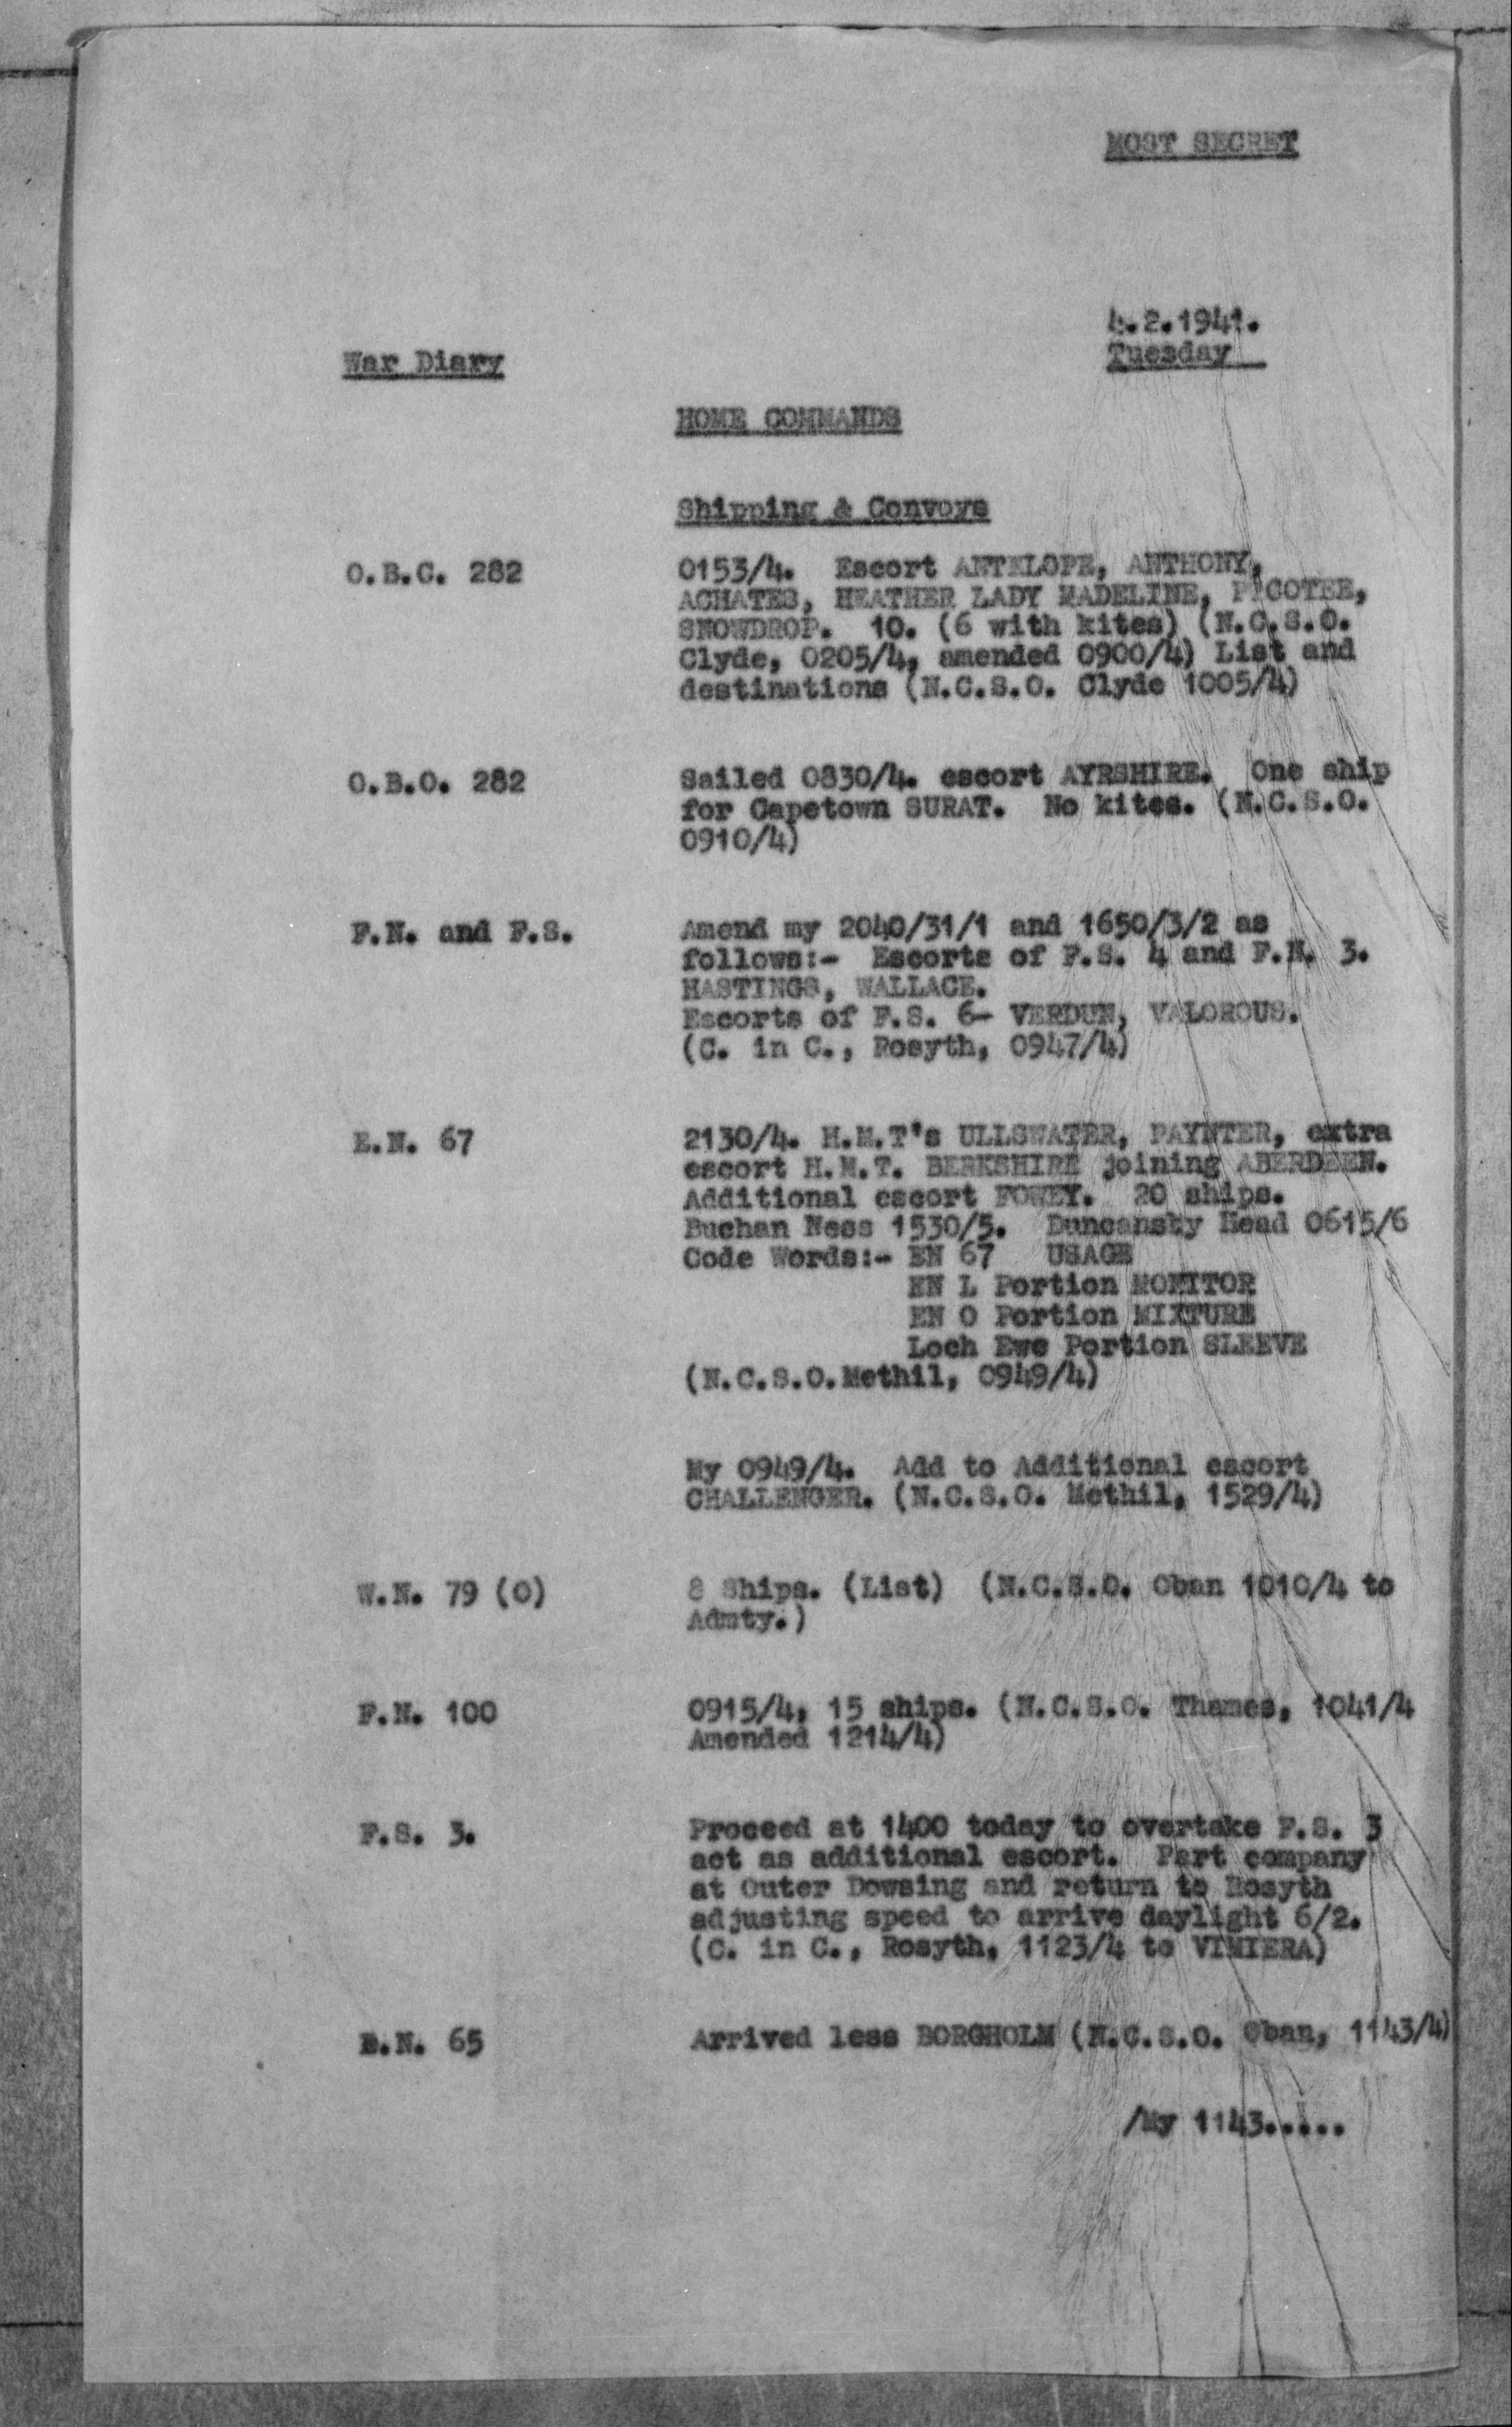 MOST SECRET
4.2.1941.
Tuesday
War Diary
HOME COMMANDS
Shipping & Convoys
O.B.C. 282
0153/4. Escort ANTELOPE, ANTHONY,
ACHATES, HEATHER LADY MADELINE, PICOTEE,
SNOWDROP. 10. (6 with kites) (N.C.S.O.
Clyde, 0205/4, amended 0900/4) List and
destinations (N.C.S.O. Clyde 1005/4)
O.B.O. 282
Sailed 0830/4. escort AYRSHIRE. One ship
for Capetown SURAT. No kites. (N.C.S.O.
0910/4)
F.N. and F.S.
Amend my 2040/31/1 and 1650/3/2 as
follows:- Escorts of F.S. 4 and F.N. 3.
HASTINGS, WALLACE.
Escorts of F.S. 6- VERDUN, VALOROUS.
(C. in C., Rosyth, 0947/4)
E.N. 67
2130/4. H.M.T's ULLSWATER, PAYNTER, extra
escort H.M.T. BERKSHIRE joining ABERDEEN.
Additional escort FOWEY. 20 ships.
Buchan Ness 1530/5. Duncansby Head 0615/6
Code Words:- EN 67 USAGE
EN L Portion MONITOR
EN O Portion MIXTURE
Loch Ewe Portion SLEEVE
(N.C.S.O.Methil, 0949/4)
My 0949/4. Add to Additional escort
CHALLENGER. (N.C.S.O. Methil, 1529/4)
W.N. 79 (O)
8 Ships. (List) (N.C.S.O. Oban 1010/4 to
Admty.)
F.N. 100
0915/4, 15 ships. (N.C.S.O. Thames, 1041/4
Amended 1214/4)
F.S. 3.
Proceed at 1400 today to overtake F.S. 3
act as additional escort. Part company
at Outer Dowsing and return to Rosyth
adjusting speed to arrive daylight 6/2.
(C. in C., Rosyth, 1123/4 to VIMIERA)
E.N. 65
Arrived less BORGHOLM (N.C.S.O. Oban, 1143/4)
/My 1143.....